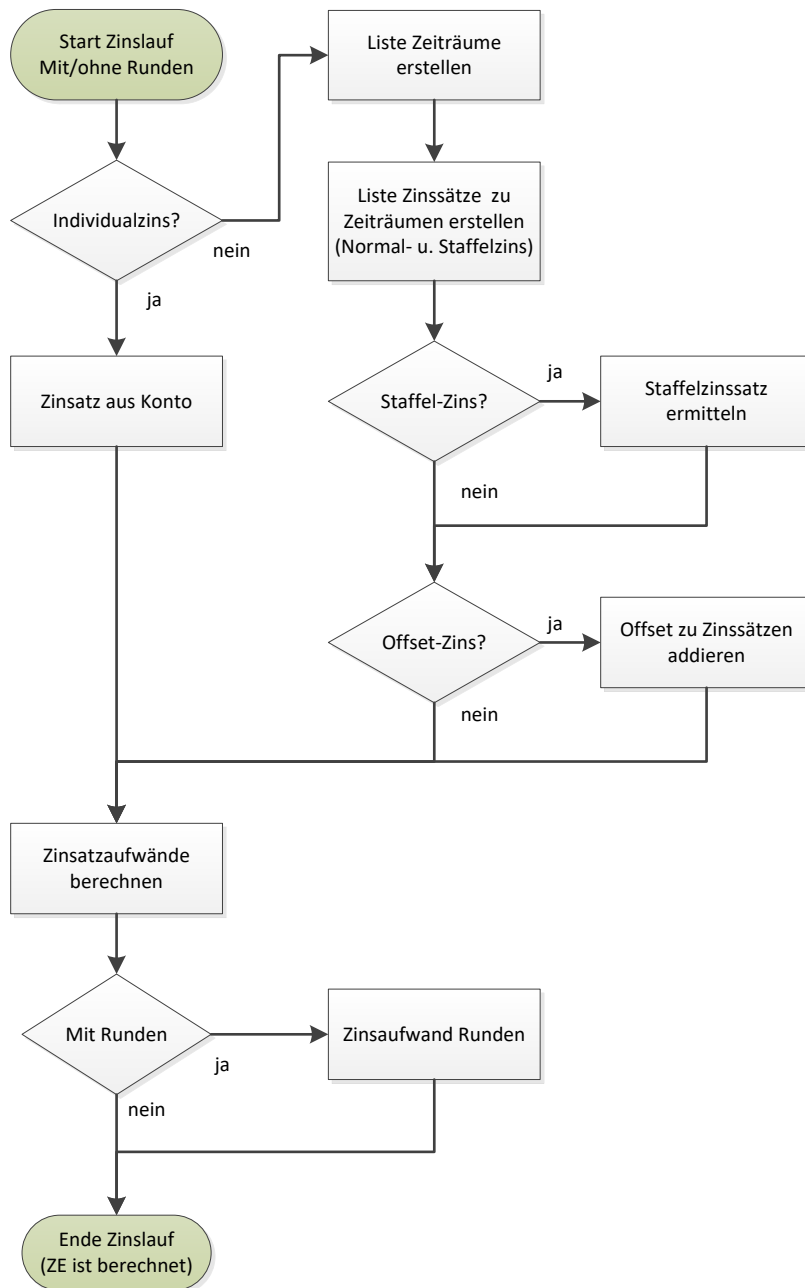 Start Zinslauf
Mit/ohne Runden
Liste Zeiträume
erstellen
Individualzins?
nein
ja
Liste Zinssätze zu
Zeiträumen erstellen
(Normal- u. Staffelzins)
Zinsatz aus Konto
Staffel-Zins?
ja
nein
Staffelzinssatz
ermitteln
Offset-Zins?
ja
nein
Offset zu Zinssätzen
addieren
Zinsatzaufwände
berechnen
Mit Runden
ja
nein
Zinsaufwand Runden
Ende Zinslauf
(ZE ist berechnet)